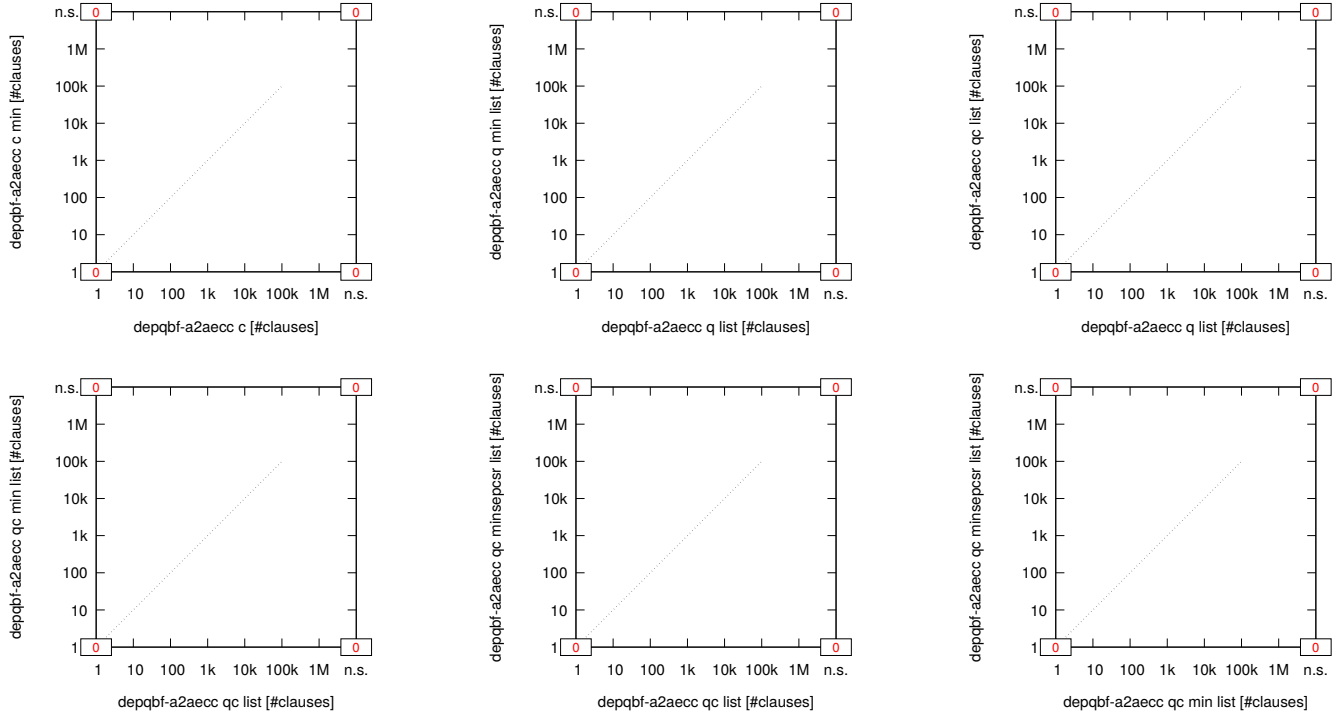 n.s. 0 0
1M
100k
10k
1k
100
10
1 0 0
1 10 100 1k 10k 100k 1M n.s.
depqbf-a2aecc c min [#clauses]
depqbf-a2aecc c [#clauses]
n.s. 0 0
1M
100k
10k
1k
100
10
1 0 0
1 10 100 1k 10k 100k 1M n.s.
depqbf-a2aecc q min list [#clauses]
depqbf-a2aecc q list [#clauses]
n.s. 0 0
1M
100k
10k
1k
100
10
1 0 0
1 10 100 1k 10k 100k 1M n.s.
depqbf-a2aecc qc list [#clauses]
depqbf-a2aecc q list [#clauses]
n.s. 0 0
1M
100k
10k
1k
100
10
1 0 0
1 10 100 1k 10k 100k 1M n.s.
depqbf-a2aecc qc min list [#clauses]
depqbf-a2aecc qc list [#clauses]
n.s. 0 0
1M
100k
10k
1k
100
10
1 0 0
1 10 100 1k 10k 100k 1M n.s.
depqbf-a2aecc qc minsepcsr list [#clauses]
depqbf-a2aecc qc list [#clauses]
n.s. 0 0
1M
100k
10k
1k
100
10
1 0 0
1 10 100 1k 10k 100k 1M n.s.
depqbf-a2aecc qc minsepcsr list [#clauses]
depqbf-a2aecc qc min list [#clauses]